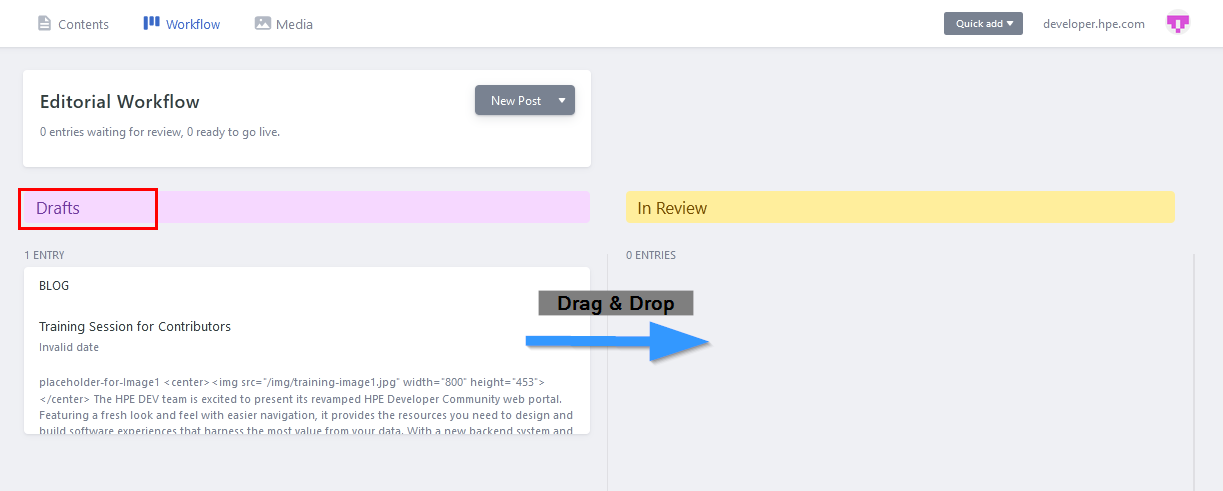 Contents
Workflow
Media
Quick add
developer.hpe.com
Editorial Workflow
New Post
0 entries waiting for review, 0 ready to go live.
Drafts
In Review
1 ENTRY
0 ENTRIES
BLOG
Drag & Drop
Training Session for Contributors
Invalid date
placeholder-for-Image1 <center><img src="/img/training-image1.jpg" width="800" height="453">
</center> The HPE DEV team is excited to present its revamped HPE Developer Community web portal.
Featuring a fresh look and feel with easier navigation, it provides the resources you need to design and
build software experiences that harness the most value from your data. With a new backend system and